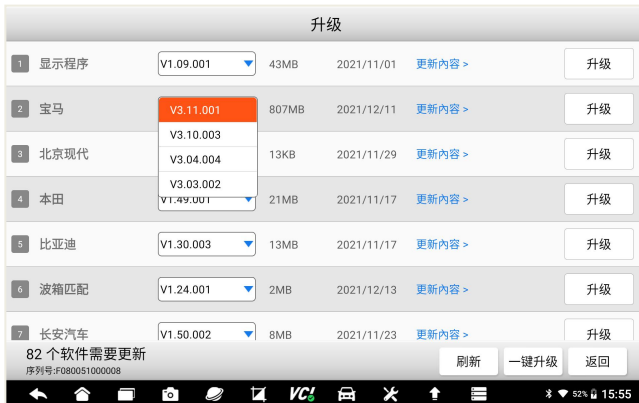 升级
1 显示程序 V1.09.001 43MB 2021/11/01 更新内容 > 升级
2 宝马 V3.11.001 807MB 2021/12/11 更新内容 > 升级
V3.10.003
3 北京现代 V3.04.004 13KB 2021/11/29 更新内容 > 升级
V3.03.002
4 本田 V1.49.001 21MB 2021/11/17 更新内容 > 升级
5 比亚迪 V1.30.003 13MB 2021/11/17 更新内容 > 升级
6 波箱匹配 V1.24.001 2MB 2021/12/13 更新内容 > 升级
7 长安汽车 V1.50.002 8MB 2021/11/23 更新内容 > 升级
82 个软件需要更新
序列号:F080051000008
刷新 一键升级 返回
VC! 52% 15:55